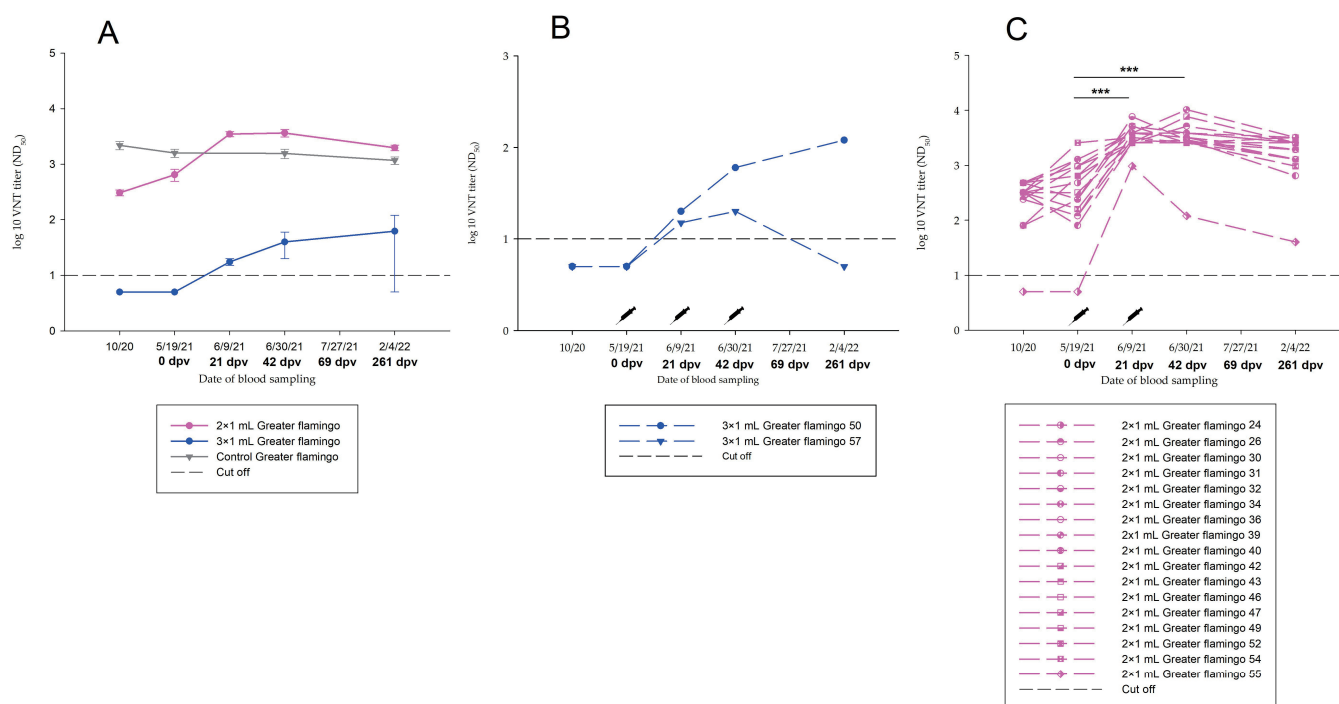 A
5
4
3
2
1
0
log 10 VNT titer (ND50)
10/20
5/19/21
6/9/21
6/30/21
7/27/21
2/4/22
0 dpv
21 dpv
42 dpv
69 dpv
261 dpv
Date of blood sampling
2×1 mL Greater flamingo
3×1 mL Greater flamingo
Control Greater flamingo
Cut off
B
3
2
1
0
log 10 VNT titer (ND50)
10/20
5/19/21
6/9/21
6/30/21
7/27/21
2/4/22
0 dpv
21 dpv
42 dpv
69 dpv
261 dpv
Date of blood sampling
3×1 mL Greater flamingo 50
3×1 mL Greater flamingo 57
Cut off
C
5
4
3
2
1
0
log 10 VNT titer (ND50)
***
***
10/20
5/19/21
6/9/21
6/30/21
7/27/21
2/4/22
0 dpv
21 dpv
42 dpv
69 dpv
261 dpv
Date of blood sampling
2×1 mL Greater flamingo 24
2×1 mL Greater flamingo 26
2×1 mL Greater flamingo 30
2×1 mL Greater flamingo 31
2×1 mL Greater flamingo 32
2×1 mL Greater flamingo 34
2×1 mL Greater flamingo 36
2x1 mL Greater flamingo 39
2×1 mL Greater flamingo 40
2×1 mL Greater flamingo 42
2×1 mL Greater flamingo 43
2×1 mL Greater flamingo 46
2×1 mL Greater flamingo 47
2×1 mL Greater flamingo 49
2×1 mL Greater flamingo 52
2×1 mL Greater flamingo 54
2×1 mL Greater flamingo 55
Cut off